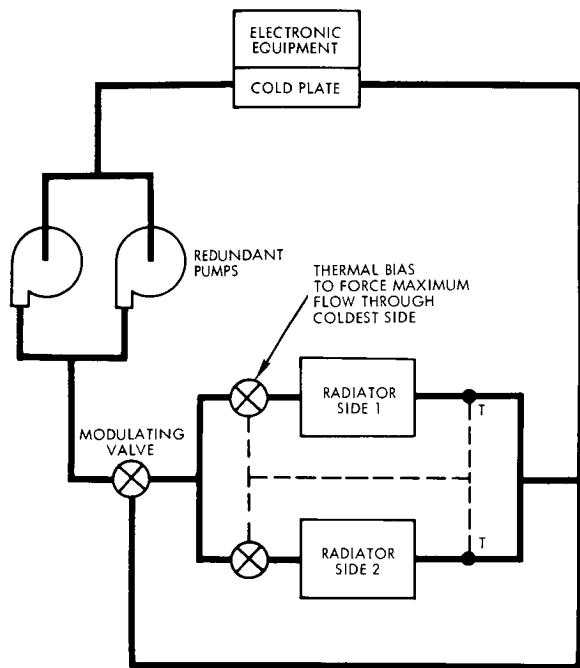 ELECTRONIC
EQUIPMENT
COLD PLATE
REDUNDANT
PUMPS
THERMAL BIAS
TO FORCE MAXIMUM
FLOW THROUGH
COLDEST SIDE
RADIATOR
SIDE 1
T
MODULATING
VALVE
RADIATOR
SIDE 2
T